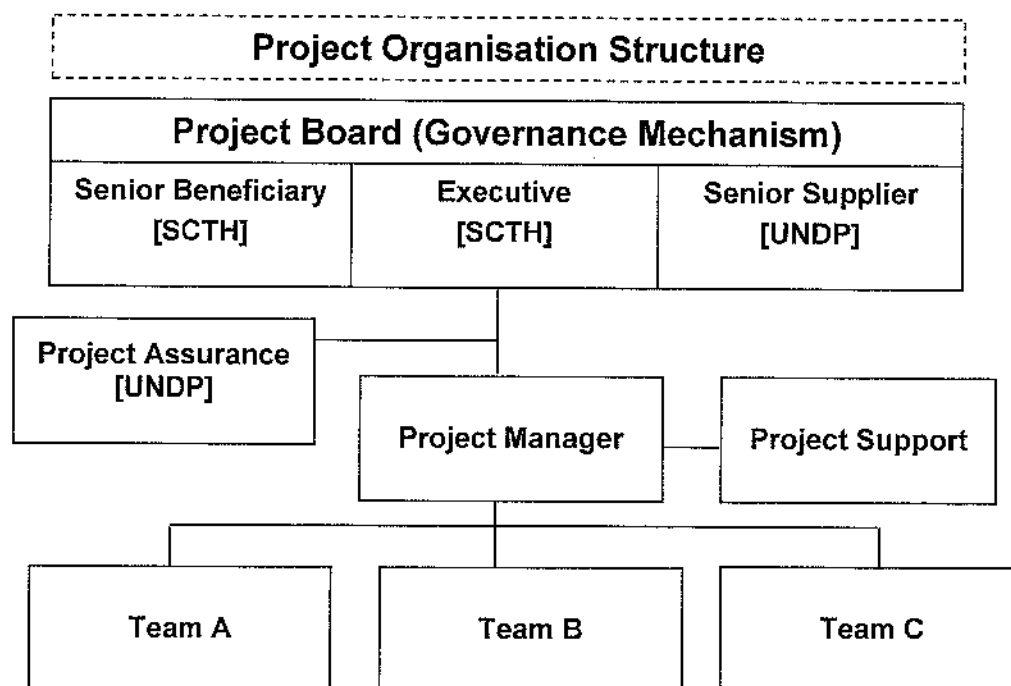 Project Organisation Structure
Project Board (Governance Mechanism)
Senior Beneficiary
[SCTH]
Executive
[SCTH]
Senior Supplier
[UNDP]
Project Assurance
[UNDP]
Project Manager
Project Support
Team A
Team B
Team C